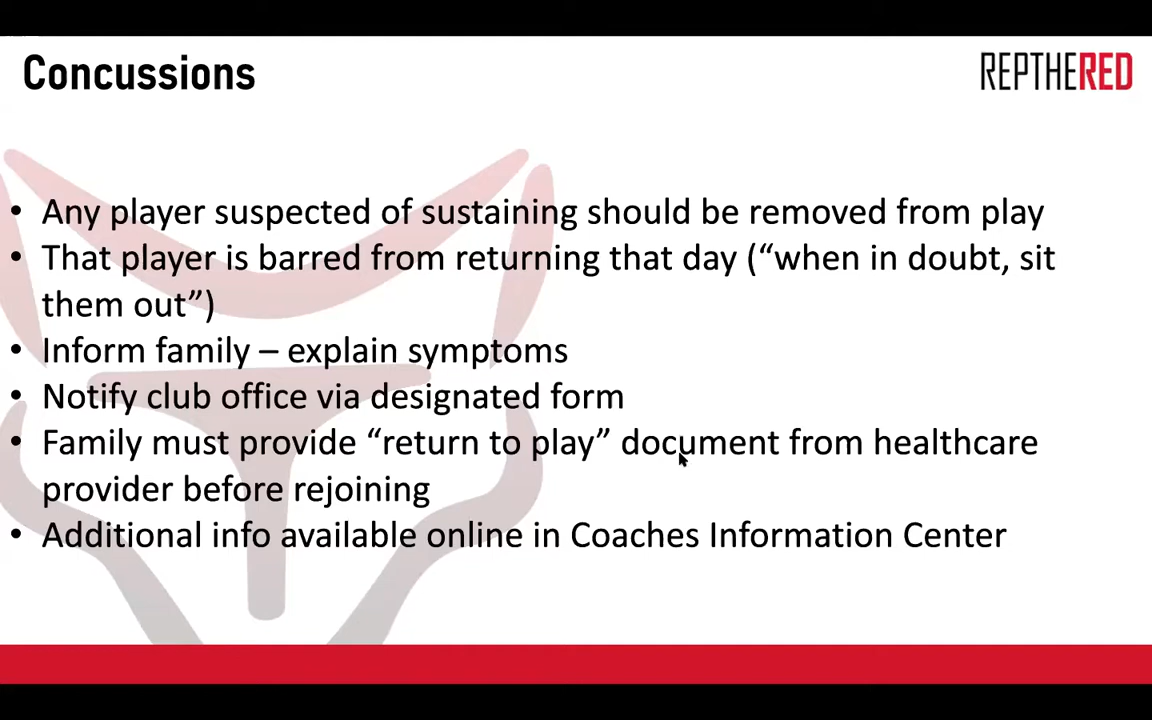 Concussions
REPTHERED
• Any player suspected of sustaining should be removed from play
• That player is barred from returning that day (“when in doubt, sit
them out”)
• Inform family – explain symptoms
• Notify club office via designated form
• Family must provide “return to play” document from healthcare
provider before rejoining
• Additional info available online in Coaches Information Center